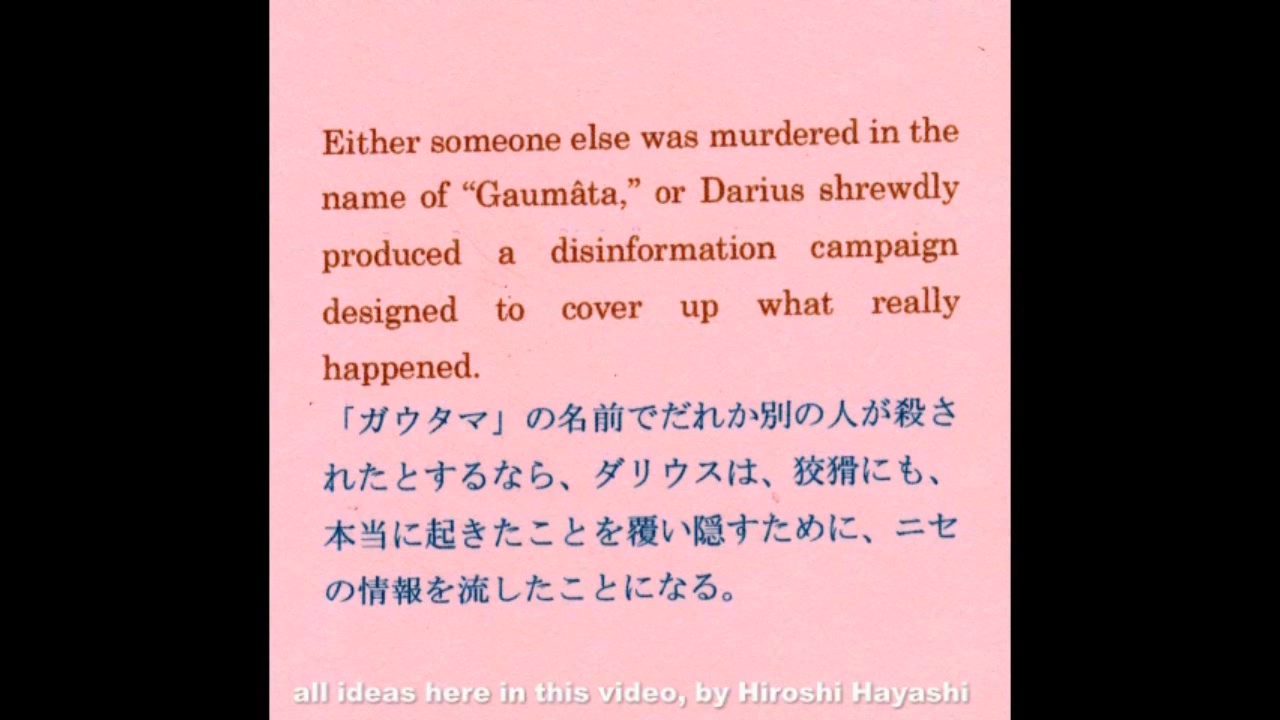 Either someone else was murdered in the
name of “Gaumâta,” or Darius shrewdly
produced a disinformation campaign
designed to cover up what really
happened.
「ガウタマ」の名前でだれか別の人が殺さ
れたとするなら、ダリウスは、狡猾にも、
本当に起きたことを覆い隠すために、ニセ
の情報を流したことになる。
all ideas here in this video, by Hiroshi Hayashi